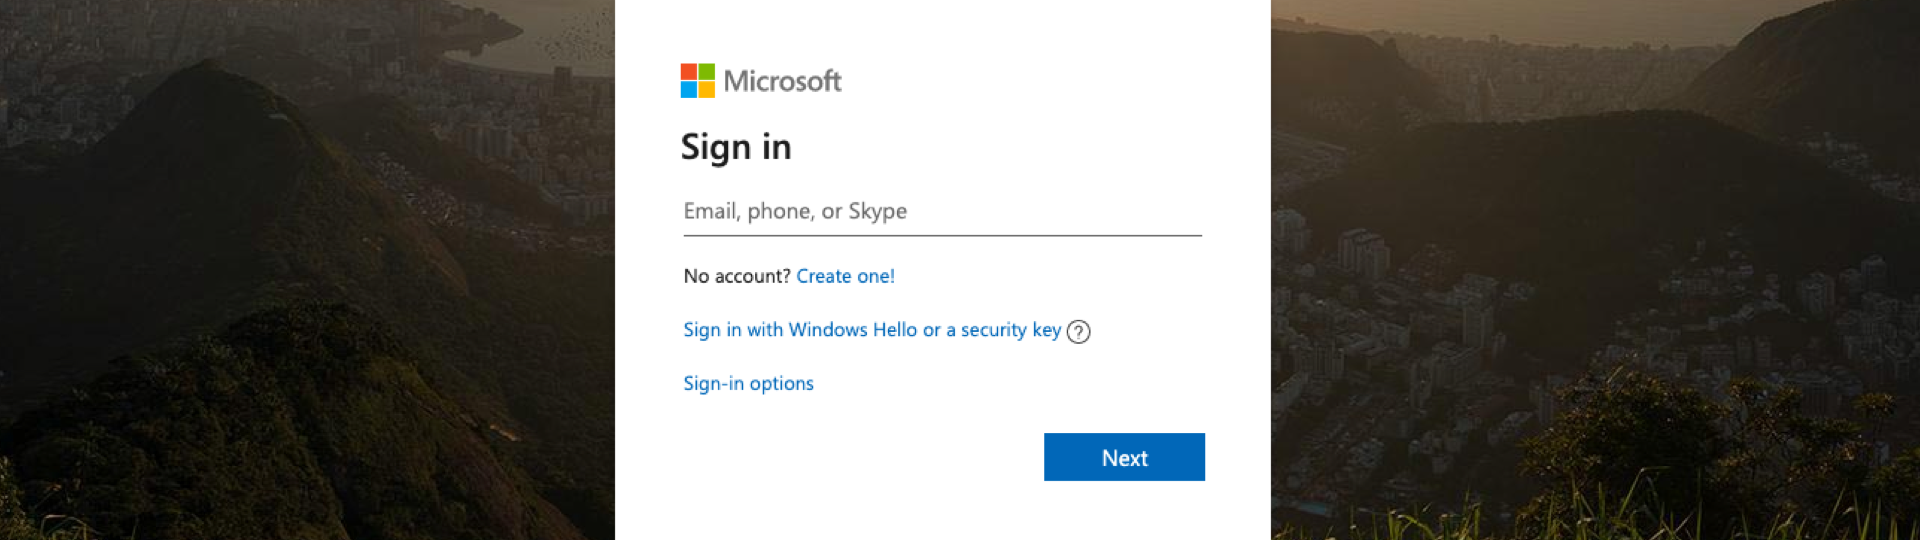 Microsoft
Sign in
Email, phone, or Skype
No account? Create one!
Sign in with Windows Hello or a security key ?
Sign-in options
Next